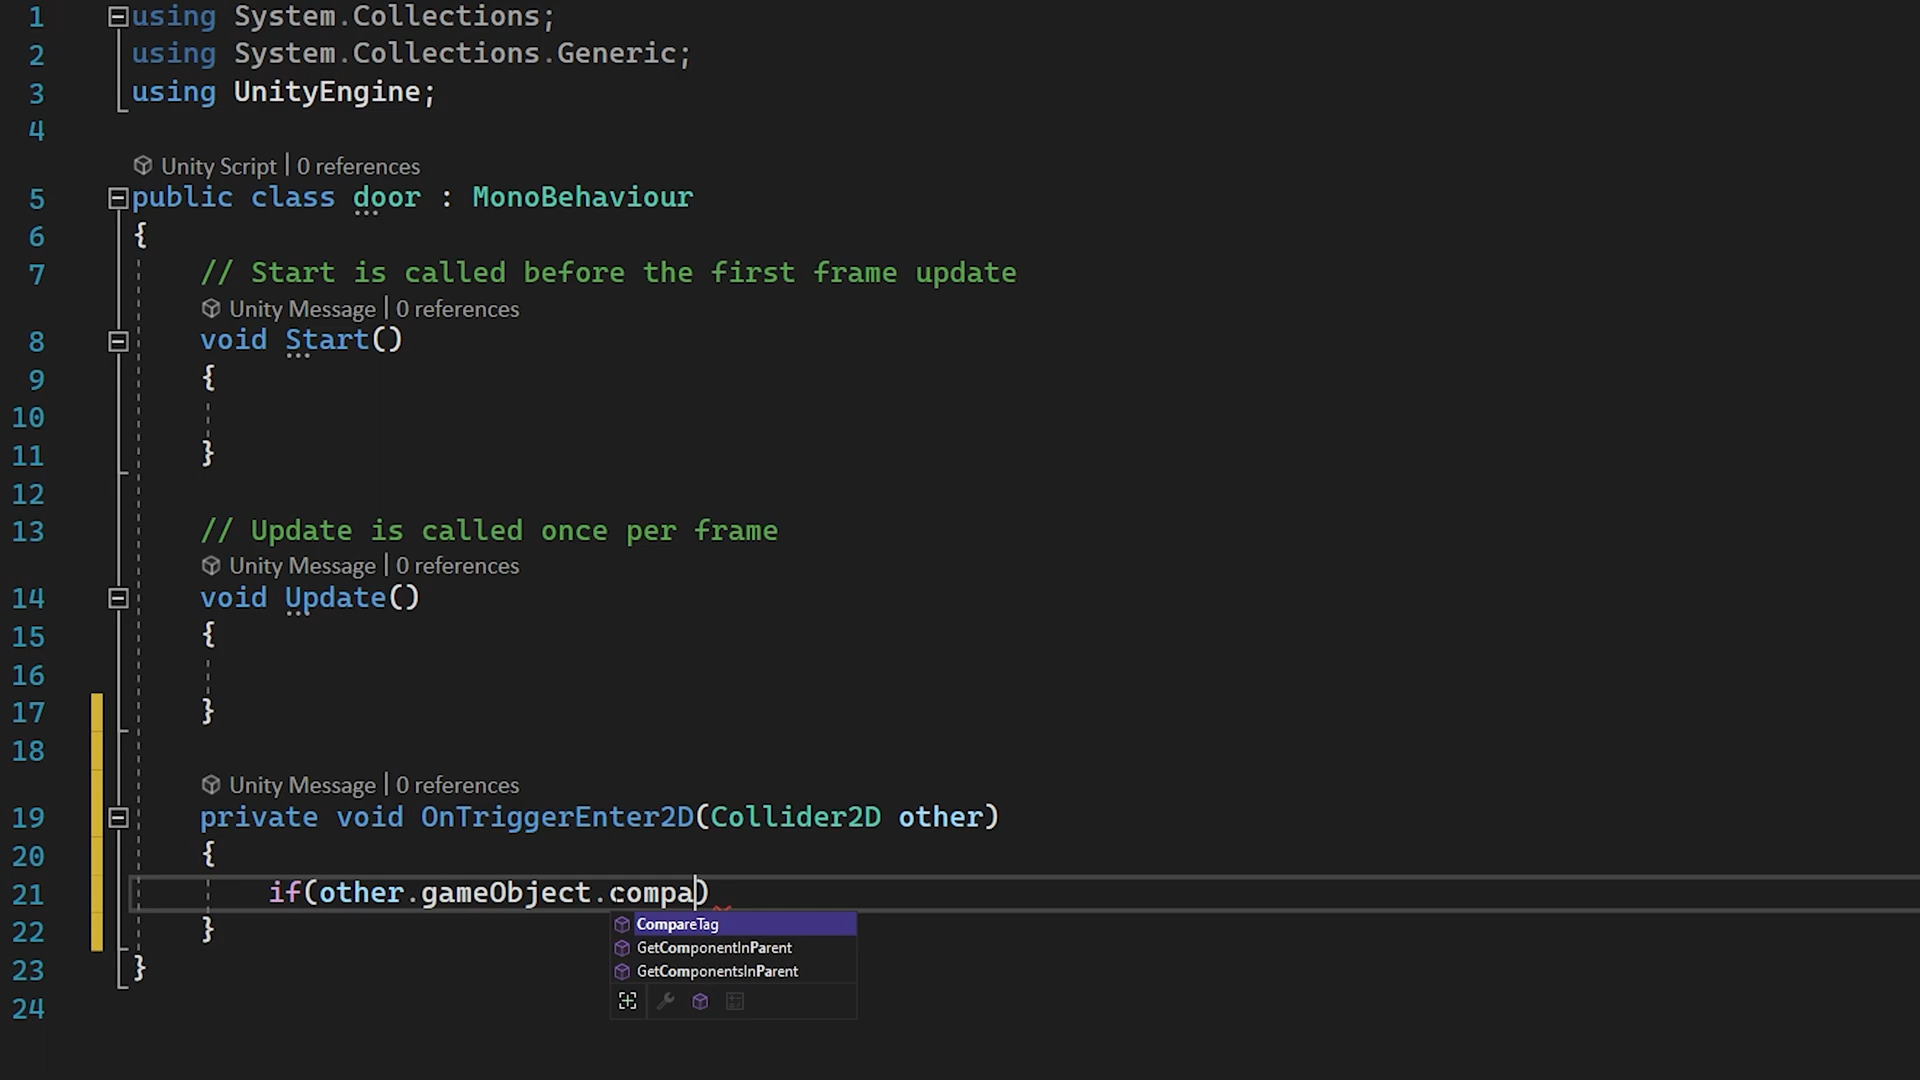 1 using System.Collections;
2 using System.Collections.Generic;
3 using UnityEngine;
4
Unity Script | 0 references
5 public class door : MonoBehaviour
6 {
7 // Start is called before the first frame update
Unity Message | 0 references
8 void Start()
9 {
10
11 }
12
13 // Update is called once per frame
Unity Message | 0 references
14 void Update()
15 {
16
17 }
18
Unity Message | 0 references
19 private void OnTriggerEnter2D(Collider2D other)
20 {
21 if(other.gameObject.compa)
22 }
CompareTag
GetComponentInParent
GetComponentsInParent
23 }
24